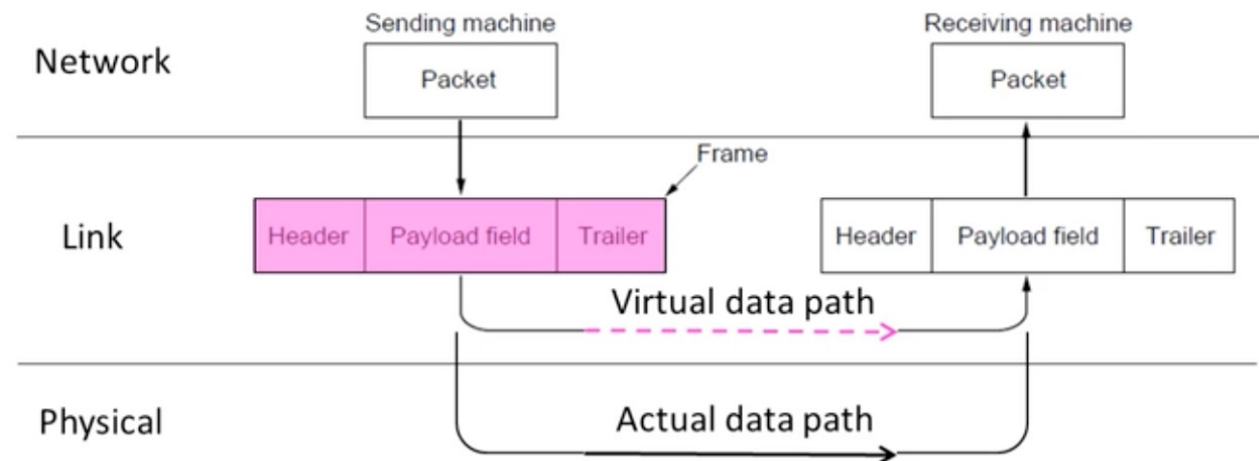 Sending machine
Receiving machine
Network
Packet
Packet
Frame
Link
Header
Payload field
Trailer
Header
Payload field
Trailer
Virtual data path
Physical
Actual data path